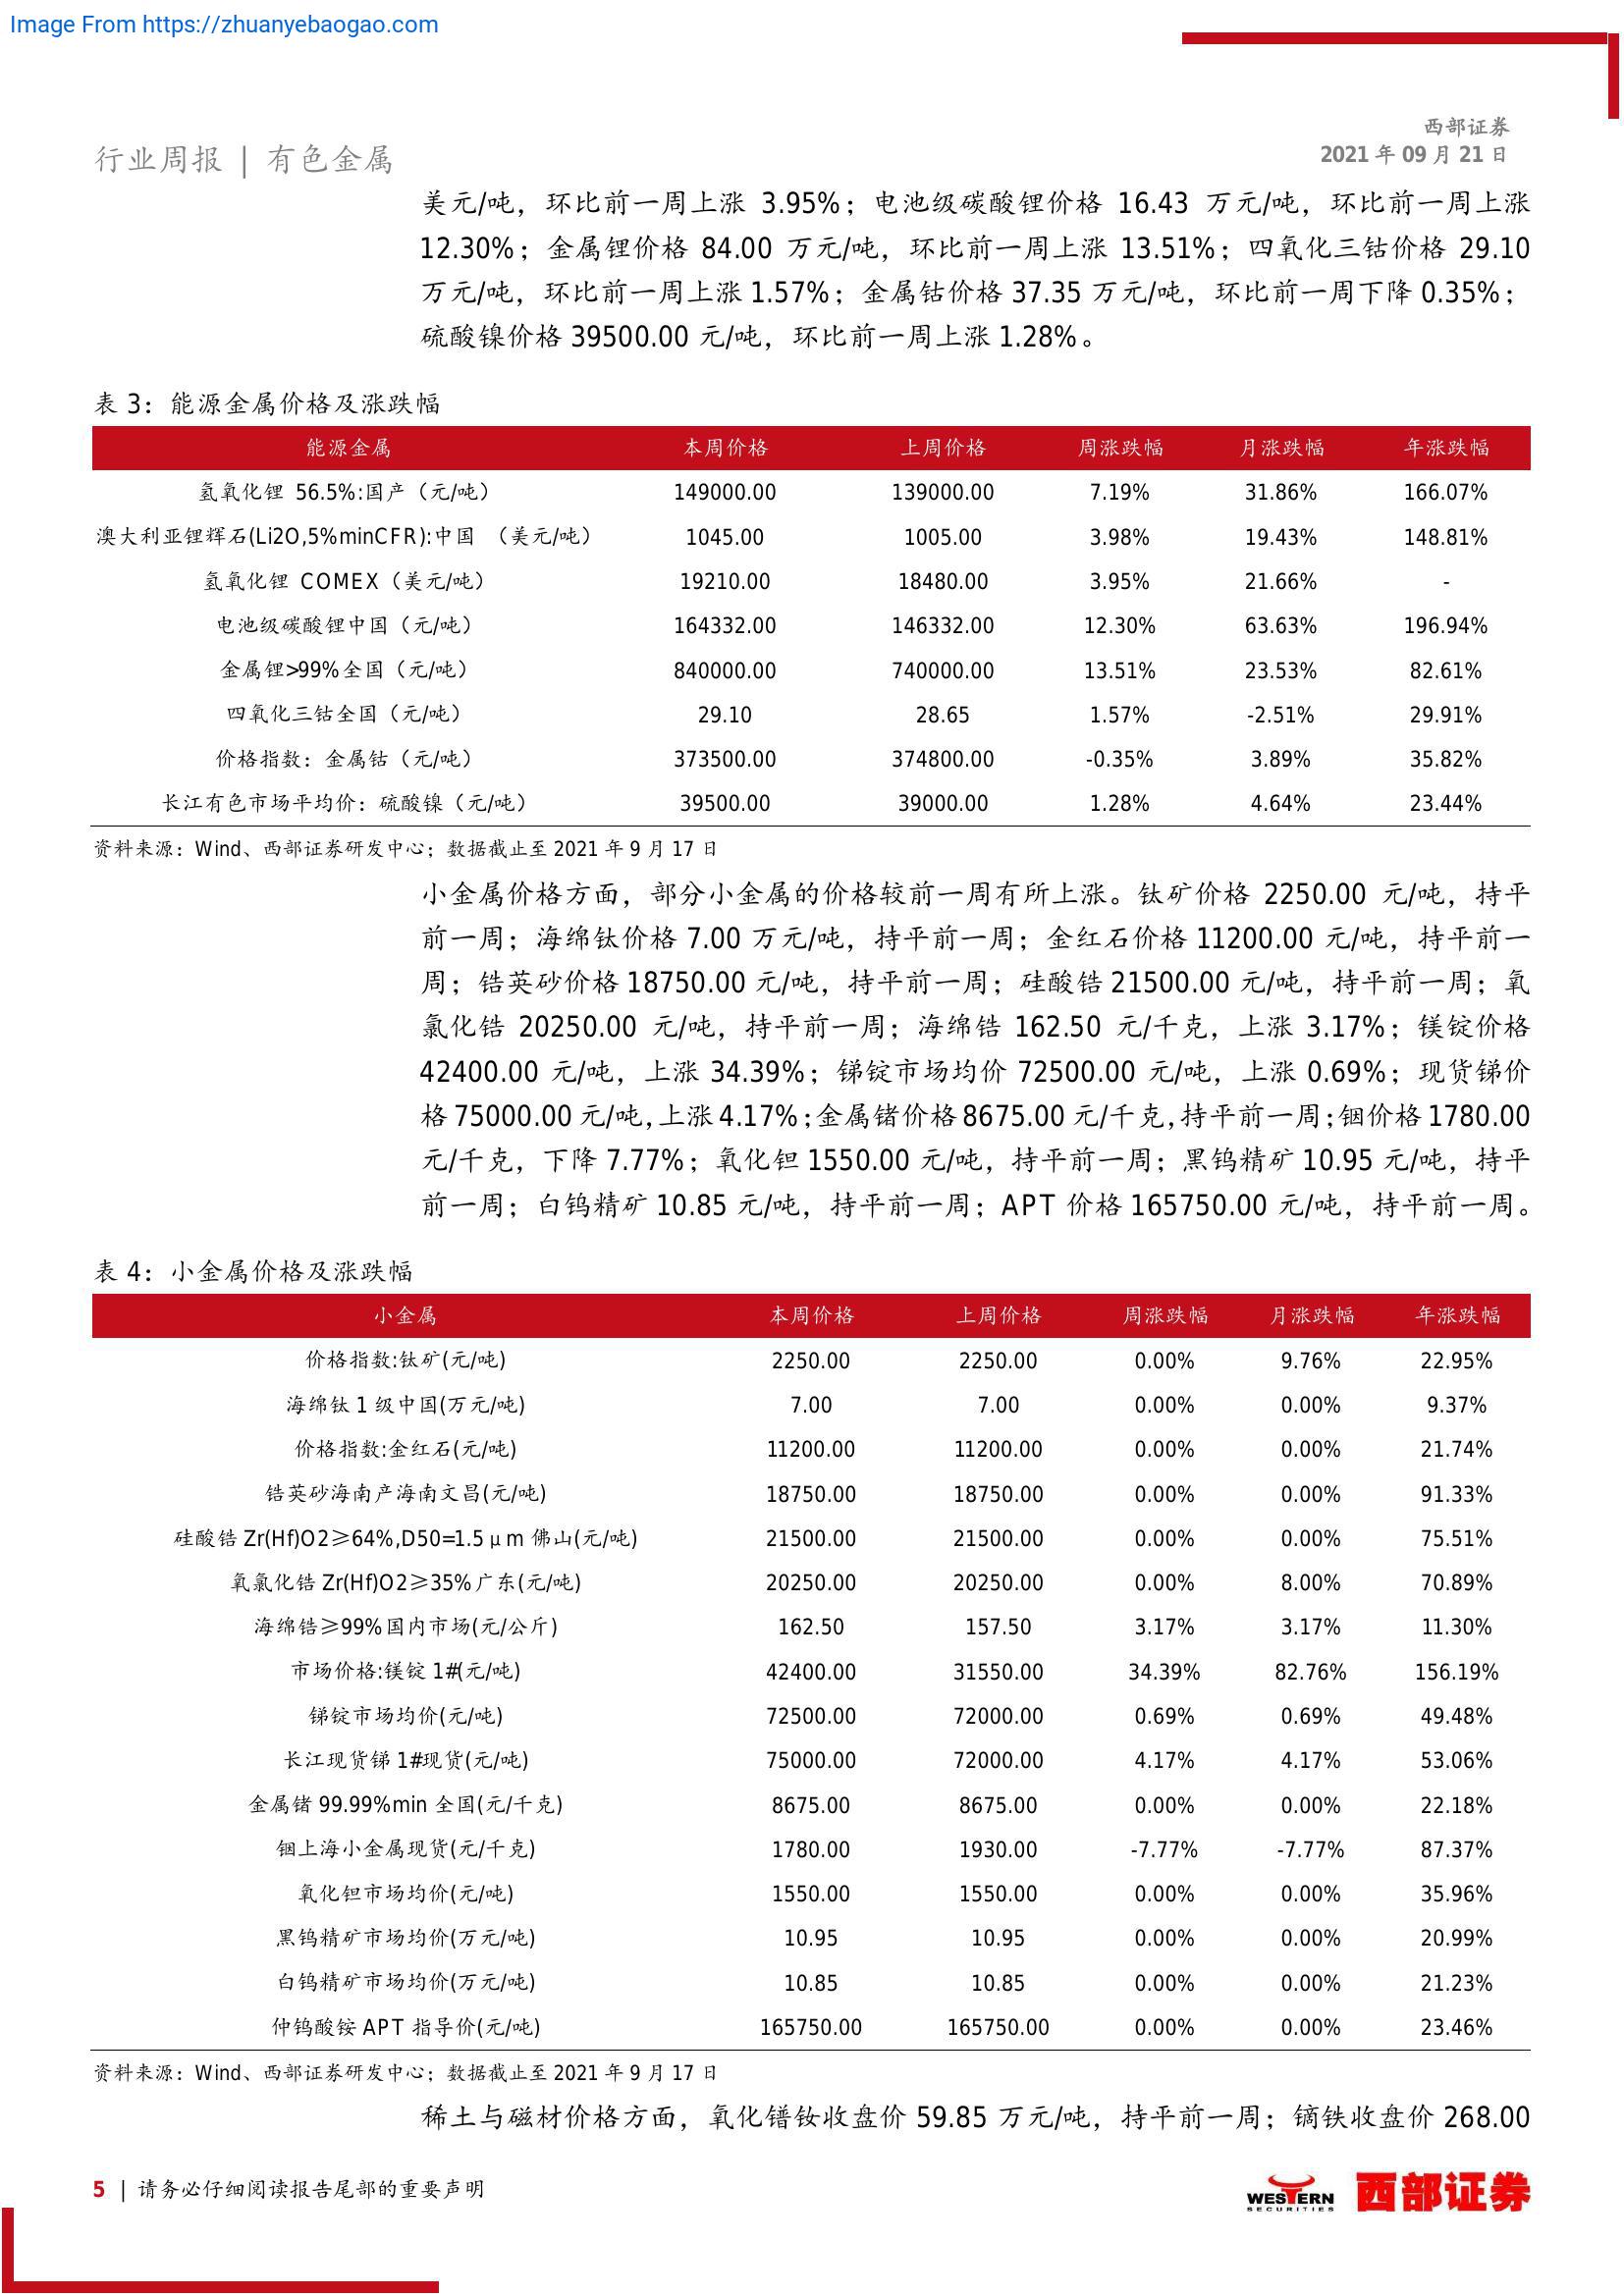 Image From https://zhuanyebaogao.com
西部证券
行业周报 | 有色金属
2021 年 09 月 21 日
美元/吨，环比前一周上涨 3.95%；电池级碳酸锂价格 16.43 万元/吨，环比前一周上涨
12.30%；金属锂价格 84.00 万元/吨，环比前一周上涨 13.51%；四氧化三钴价格 29.10
万元/吨，环比前一周上涨 1.57%；金属钴价格 37.35 万元/吨，环比前一周下降 0.35%；
硫酸镍价格 39500.00 元/吨，环比前一周上涨 1.28%。
表 3：能源金属价格及涨跌幅
能源金属 本周价格 上周价格 周涨跌幅 月涨跌幅 年涨跌幅
氢氧化锂 56.5%:国产（元/吨） 149000.00 139000.00 7.19% 31.86% 166.07%
澳大利亚锂辉石(Li2O,5%minCFR):中国 （美元/吨） 1045.00 1005.00 3.98% 19.43% 148.81%
氢氧化锂 COMEX（美元/吨） 19210.00 18480.00 3.95% 21.66% -
电池级碳酸锂中国（元/吨） 164332.00 146332.00 12.30% 63.63% 196.94%
金属锂>99%全国（元/吨） 840000.00 740000.00 13.51% 23.53% 82.61%
四氧化三钴全国（元/吨） 29.10 28.65 1.57% -2.51% 29.91%
价格指数：金属钴（元/吨） 373500.00 374800.00 -0.35% 3.89% 35.82%
长江有色市场平均价：硫酸镍（元/吨） 39500.00 39000.00 1.28% 4.64% 23.44%
资料来源：Wind、西部证券研发中心；数据截止至 2021 年 9 月 17 日
小金属价格方面，部分小金属的价格较前一周有所上涨。钛矿价格 2250.00 元/吨，持平
前一周；海绵钛价格 7.00 万元/吨，持平前一周；金红石价格 11200.00 元/吨，持平前一
周；锆英砂价格 18750.00 元/吨，持平前一周；硅酸锆 21500.00 元/吨，持平前一周；氧
氯化锆 20250.00 元/吨，持平前一周；海绵锆 162.50 元/千克，上涨 3.17%；镁锭价格
42400.00 元/吨，上涨 34.39%；锑锭市场均价 72500.00 元/吨，上涨 0.69%；现货锑价
格 75000.00 元/吨，上涨 4.17%；金属锗价格 8675.00 元/千克，持平前一周；铟价格 1780.00
元/千克，下降 7.77%；氧化钽 1550.00 元/吨，持平前一周；黑钨精矿 10.95 元/吨，持平
前一周；白钨精矿 10.85 元/吨，持平前一周；APT 价格 165750.00 元/吨，持平前一周。
表 4：小金属价格及涨跌幅
小金属 本周价格 上周价格 周涨跌幅 月涨跌幅 年涨跌幅
价格指数:钛矿(元/吨) 2250.00 2250.00 0.00% 9.76% 22.95%
海绵钛 1 级中国(万元/吨) 7.00 7.00 0.00% 0.00% 9.37%
价格指数:金红石(元/吨) 11200.00 11200.00 0.00% 0.00% 21.74%
锆英砂海南产海南文昌(元/吨) 18750.00 18750.00 0.00% 0.00% 91.33%
硅酸锆 Zr(Hf)O2≥64%,D50=1.5μm 佛山(元/吨) 21500.00 21500.00 0.00% 0.00% 75.51%
氧氯化锆 Zr(Hf)O2≥35%广东(元/吨) 20250.00 20250.00 0.00% 8.00% 70.89%
海绵锆≥99%国内市场(元/公斤) 162.50 157.50 3.17% 3.17% 11.30%
市场价格:镁锭 1#(元/吨) 42400.00 31550.00 34.39% 82.76% 156.19%
锑锭市场均价(元/吨) 72500.00 72000.00 0.69% 0.69% 49.48%
长江现货锑 1#现货(元/吨) 75000.00 72000.00 4.17% 4.17% 53.06%
金属锗 99.99%min 全国(元/千克) 8675.00 8675.00 0.00% 0.00% 22.18%
铟上海小金属现货(元/千克) 1780.00 1930.00 -7.77% -7.77% 87.37%
氧化钽市场均价(元/吨) 1550.00 1550.00 0.00% 0.00% 35.96%
黑钨精矿市场均价(万元/吨) 10.95 10.95 0.00% 0.00% 20.99%
白钨精矿市场均价(万元/吨) 10.85 10.85 0.00% 0.00% 21.23%
仲钨酸铵 APT 指导价(元/吨) 165750.00 165750.00 0.00% 0.00% 23.46%
资料来源：Wind、西部证券研发中心；数据截止至 2021 年 9 月 17 日
稀土与磁材价格方面，氧化镨钕收盘价 59.85 万元/吨，持平前一周；镝铁收盘价 268.00
5 | 请务必仔细阅读报告尾部的重要声明
WESTERN
SECURITIES
西部证券